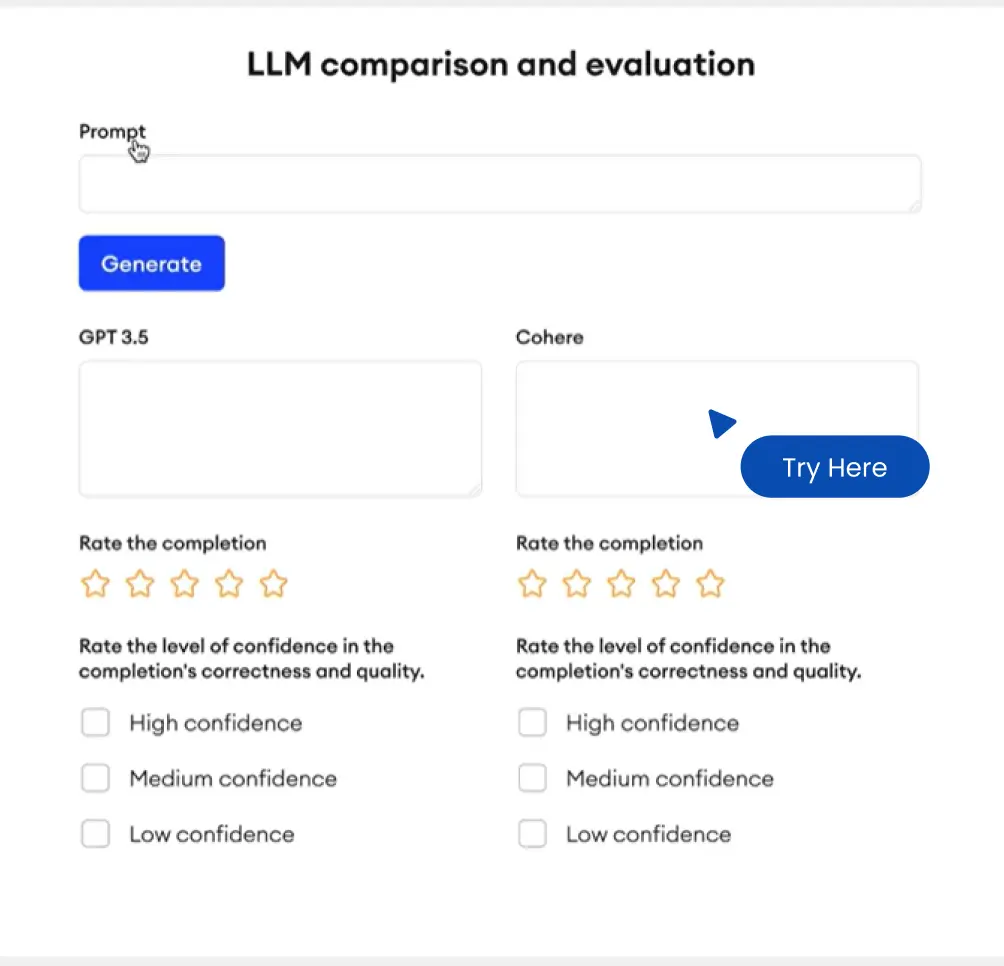 LLM comparison and evaluation
Prompt
Generate
GPT 3.5
Cohere
Try Here
Rate the completion
Rate the completion
Rate the level of confidence in the
completion's correctness and quality.
Rate the level of confidence in the
completion's correctness and quality.
High confidence
High confidence
Medium confidence
Medium confidence
Low confidence
Low confidence